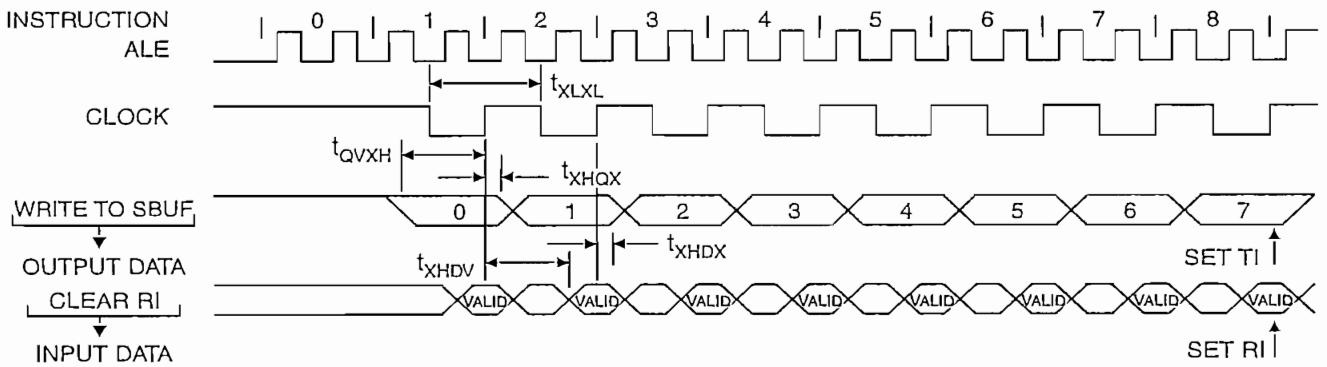 INSTRUCTION 0 1 2 3 4 5 6 7 8
ALE
tXLXL
CLOCK
tQVXH
tXHQX
WRITE TO SBUF 0 1 2 3 4 5 6 7
tXHDX
SET TI
OUTPUT DATA
tXHDV
CLEAR RI VALID VALID VALID VALID VALID VALID VALID VALID
SET RI
INPUT DATA